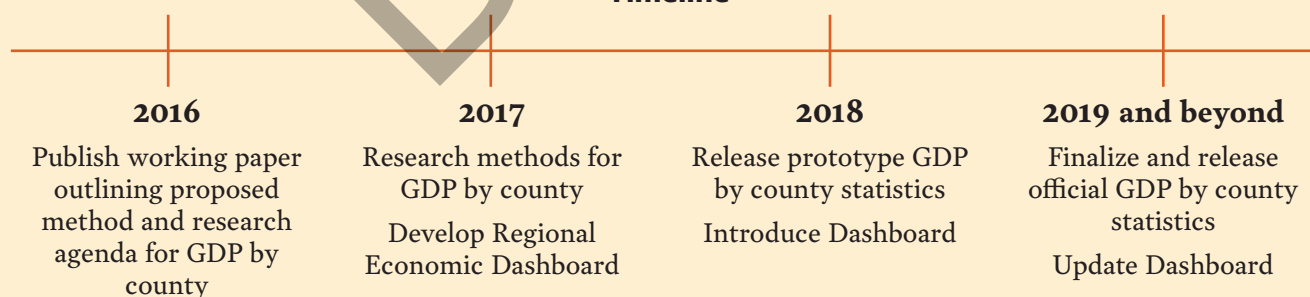 Timeline
2016
Publish working paper
outlining proposed
method and research
agenda for GDP by
county
2017
Research methods for
GDP by county
Develop Regional
Economic Dashboard
2018
Release prototype GDP
by county statistics
Introduce Dashboard
2019 and beyond
Finalize and release
official GDP by county
statistics
Update Dashboard